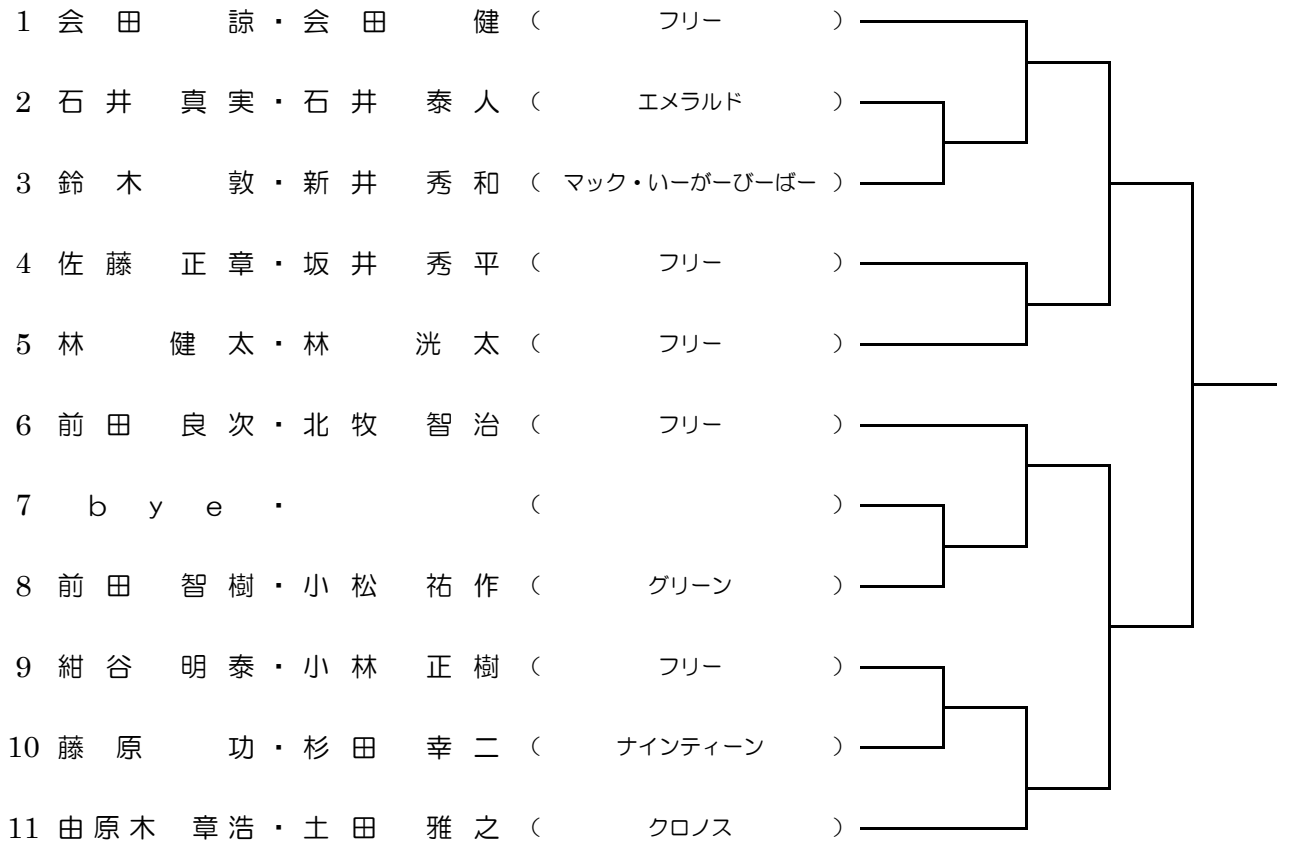 1 会田 諒・会田 健 ( フリー )
2 石井 真実・石井 泰人 ( エメラルド )
3 鈴木 敦・新井 秀和 ( マック・いーがーびーばー )
4 佐藤 正章・坂井 秀平 ( フリー )
5 林 健太・林 洸太 ( フリー )
6 前田 良次・北牧 智治 ( フリー )
7 bye・ ( )
8 前田 智樹・小松 祐作 ( グリーン )
9 紺谷 明泰・小林 正樹 ( フリー )
10 藤原 功・杉田 幸二 ( ナインティーン )
11 由原木 章浩・土田 雅之 ( クロノス )